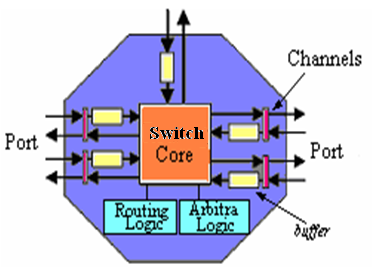 Channels
Port
Switch
Core
Port
Routing
Logic
Arbitra
Logic
buffer